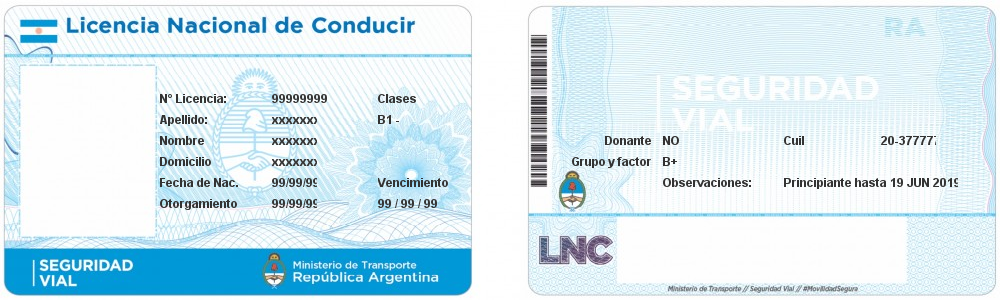 Licencia Nacional de Conducir
N° Licencia: 99999999 Clases
Apellido: xxxxxxx B1 -
Nombre xxxxxxx
Domicilio xxxxxxx
Fecha de Nac. 99/99/99 Vencimiento
Otorgamiento 99/99/99 99 / 99 / 99
SEGURIDAD
VIAL
Ministerio de Transporte
República Argentina
RA
SEGURIDAD
VIAL
Donante NO Cuil 20-377777
Grupo y factor B+
Observaciones: Principiante hasta 19 JUN 2019
LNC
Ministerio de Transporte // Seguridad Vial // #MovilidadSegura